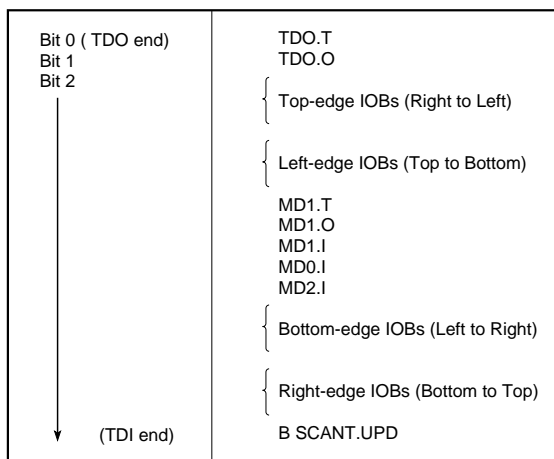 Bit 0 ( TDO end)
Bit 1
Bit 2
(TDI end)
TDO.T
TDO.O
Top-edge IOBs (Right to Left)
Left-edge IOBs (Top to Bottom)
MD1.T
MD1.O
MD1.I
MD0.I
MD2.I
Bottom-edge IOBs (Left to Right)
Right-edge IOBs (Bottom to Top)
B SCANT.UPD